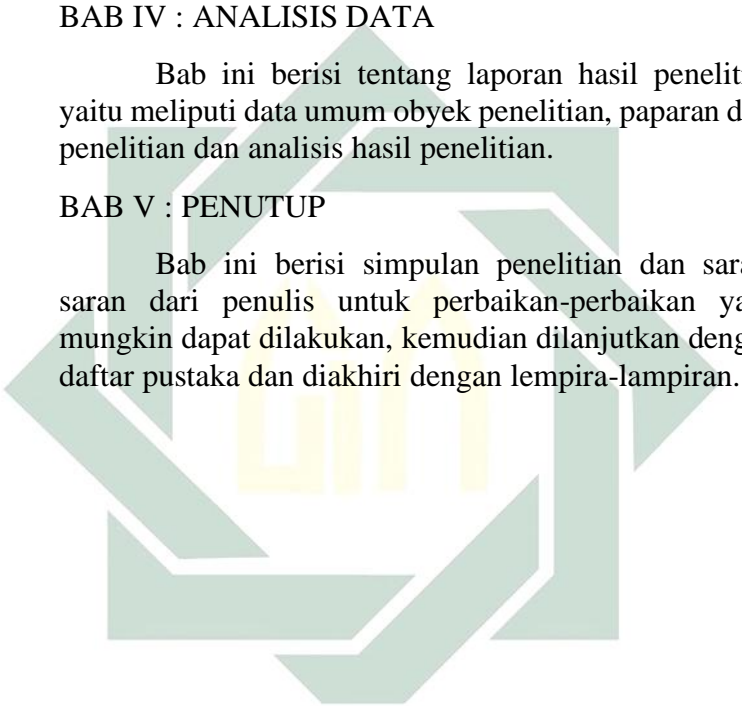 BAB IV : ANALISIS DATA
Bab ini berisi tentang laporan hasil penelit
yaitu meliputi data umum obyek penelitian, paparan d
penelitian dan analisis hasil penelitian.
BAB V : PENUTUP
Bab ini berisi simpulan penelitian dan sara
saran dari penulis untuk perbaikan-perbaikan ya
mungkin dapat dilakukan, kemudian dilanjutkan deng
daftar pustaka dan diakhiri dengan lempira-lampiran.